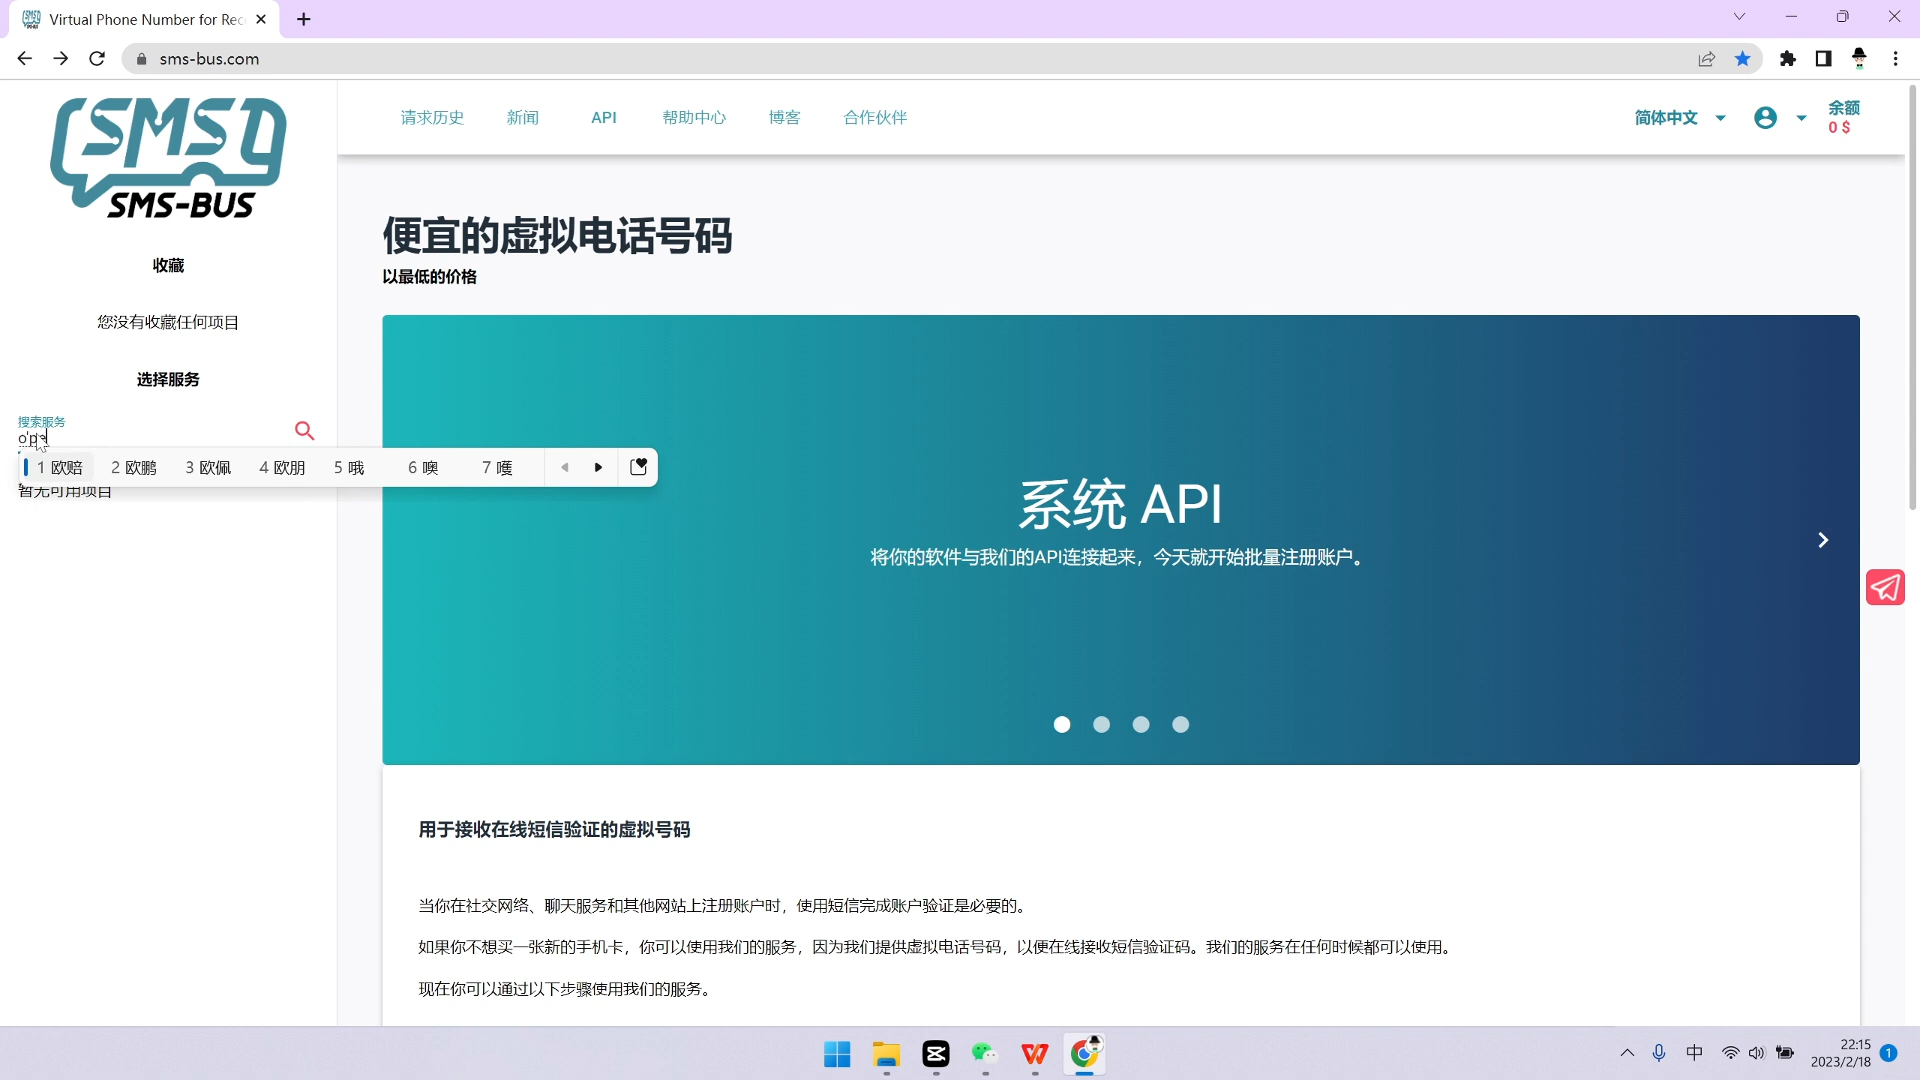 Virtual Phone Number for Rec
sms-bus.com
SMS
SMS-BUS
请求历史
新闻
API
帮助中心
博客
合作伙伴
简体中文
余额
0 $
收藏
您没有收藏任何项目
选择服务
搜索服务
1 欧赔
2 欧鹏
3 欧佩
4 欧朋
5 哦
6 噢
7 嚄
暂无可用项目
便宜的虚拟电话号码
以最低的价格
系统 API
将你的软件与我们的API连接起来，今天就开始批量注册账户。
用于接收在线短信验证的虚拟号码
当你在社交网络、聊天服务和其他网站上注册账户时，使用短信完成账户验证是必要的。
如果你不想买一张新的手机卡，你可以使用我们的服务，因为我们提供虚拟电话号码，以便在线接收短信验证码。我们的服务在任何时候都可以使用。
现在你可以通过以下步骤使用我们的服务。
中
22:15
2023/2/18
1